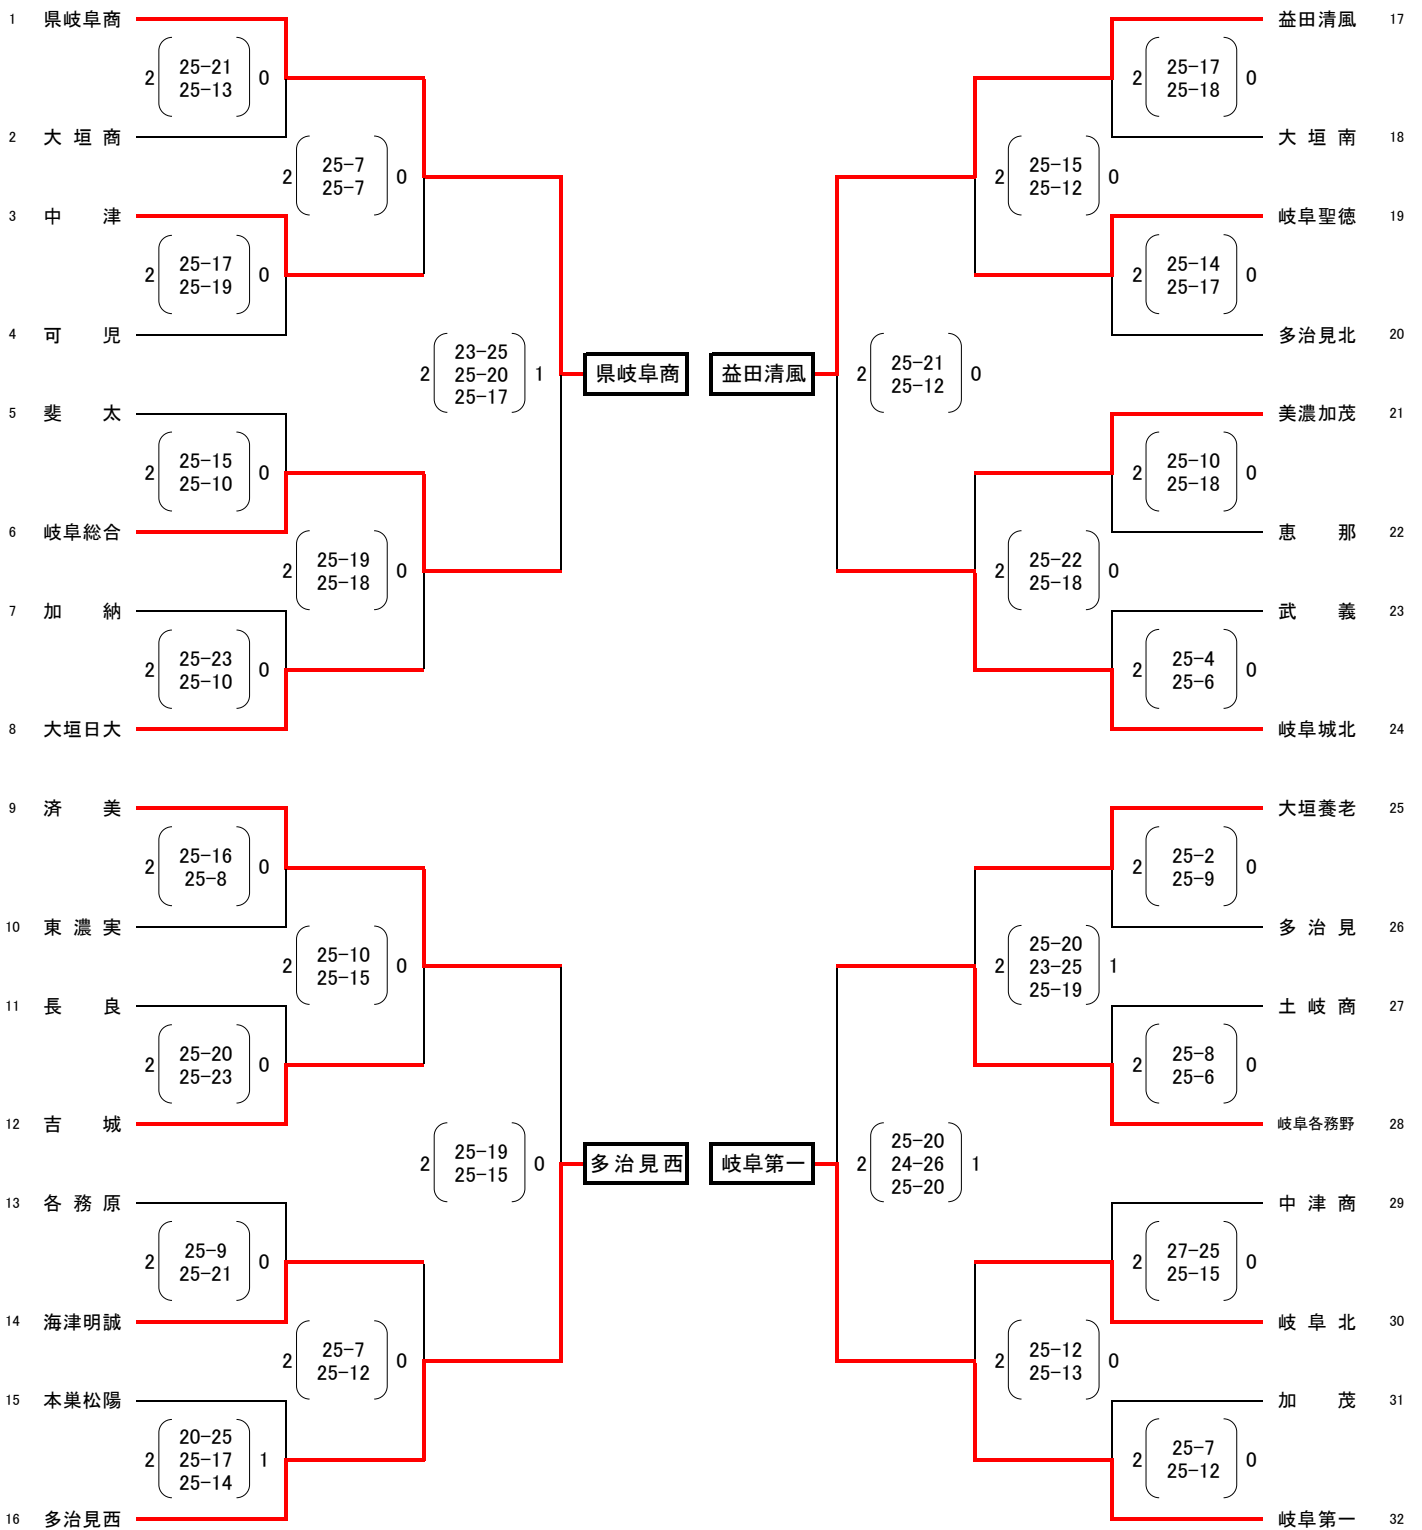 1 県岐阜商
2 25-21 0
25-13
2 大垣商
2 25-7 0
25-7
3 中津
2 25-17 0
25-19
4 可児
2 23-25 1
25-20
25-17
県岐阜商
5 斐太
2 25-15 0
25-10
6 岐阜総合
2 25-19 0
25-18
7 加納
2 25-23 0
25-10
8 大垣日大
9 済美
2 25-16 0
25-8
10 東濃実
2 25-10 0
25-15
11 長良
2 25-20 0
25-23
12 吉城
2 25-19 0
25-15
多治見西
13 各務原
2 25-9 0
25-21
14 海津明誠
2 25-7 0
25-12
15 本巣松陽
2 20-25 1
25-17
25-14
16 多治見西
益田清風 17
2 25-17 0
25-18
大垣南 18
2 25-15 0
25-12
岐阜聖徳 19
2 25-14 0
25-17
多治見北 20
益田清風
2 25-21 0
25-12
美濃加茂 21
2 25-10 0
25-18
恵那 22
2 25-22 0
25-18
武義 23
2 25-4 0
25-6
岐阜城北 24
大垣養老 25
2 25-2 0
25-9
多治見 26
2 25-20 1
23-25
25-19
土岐商 27
2 25-8 0
25-6
岐阜各務野 28
岐阜第一
2 25-20 1
24-26
25-20
中津商 29
2 27-25 0
25-15
岐阜北 30
2 25-12 0
25-13
加茂 31
2 25-7 0
25-12
岐阜第一 32